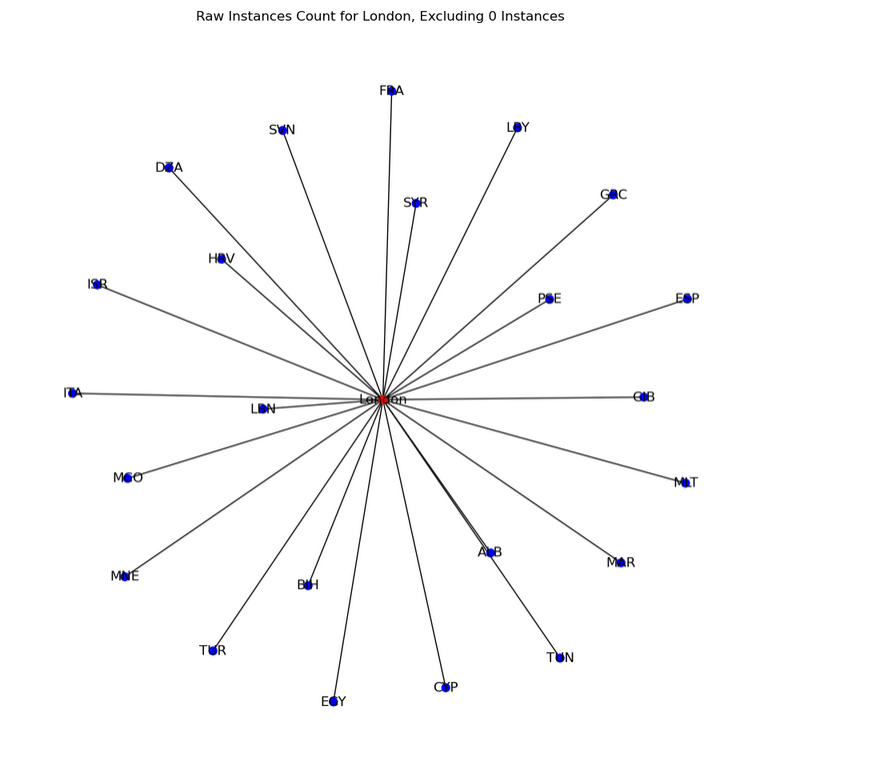 Raw Instances Count for London, Excluding 0 Instances
FRA
LBY
SVN
DZA
GRC
SYR
HRV
ISR
PSE
ESP
ITA
GIB
London
LBN
MCO
MLT
ALB
MAR
MNE
BIH
TUR
TUN
CYP
EGY